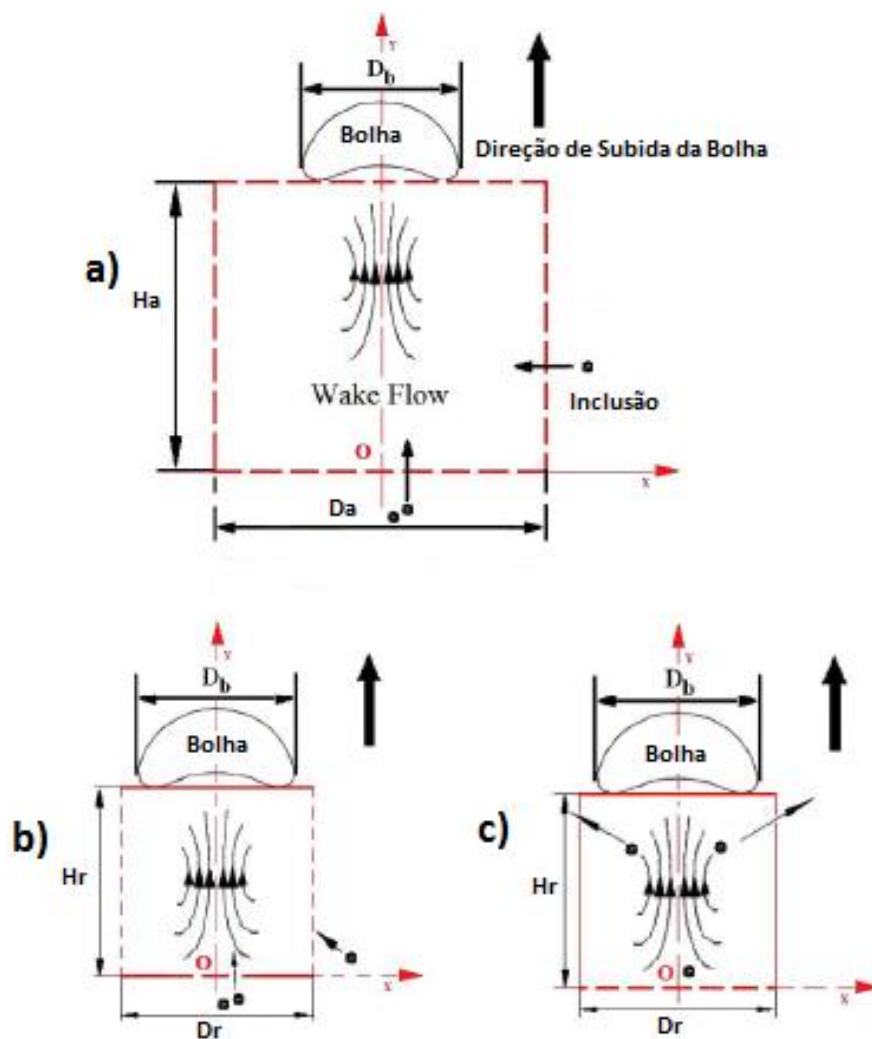 Y
Db
Bolha
Direção de Subida da Bolha
a)
Ha
Wake Flow
Inclusão
O
x
Da
Y
Db
Bolha
b)
Hr
O
x
Dr
Y
Db
Bolha
c)
Hr
O
x
Dr